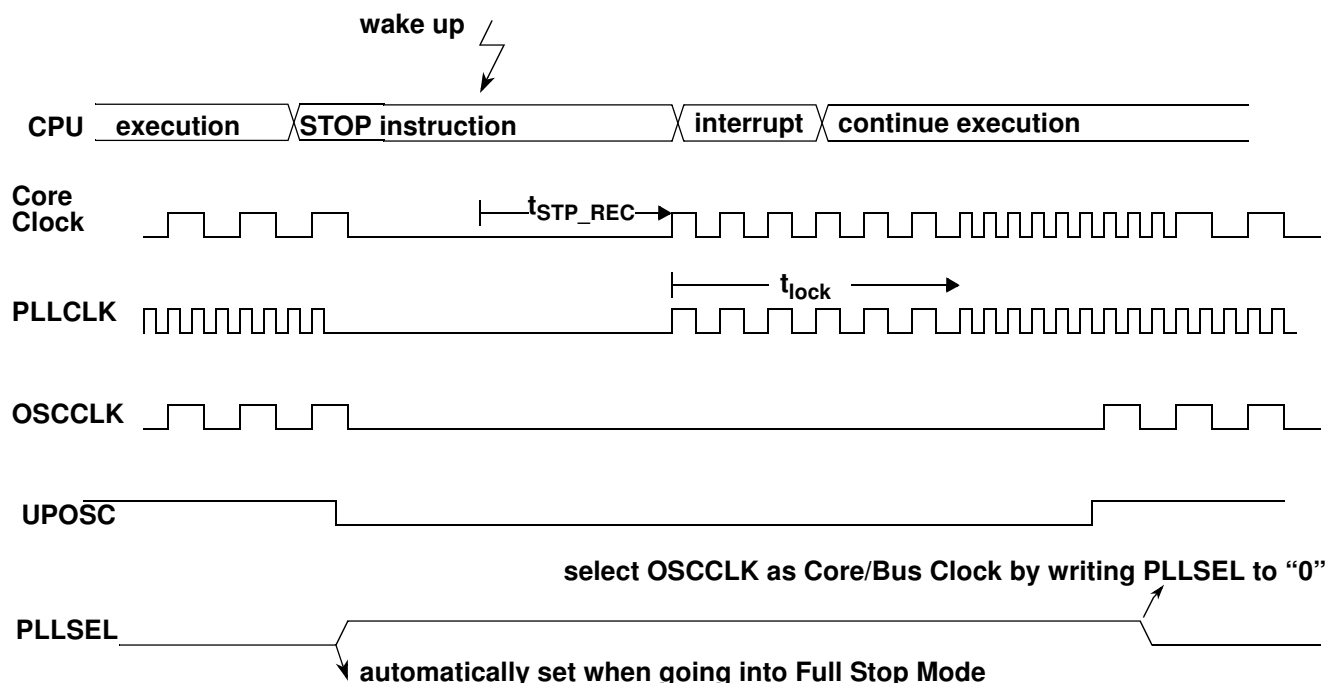 wake up
CPU execution STOP instruction interrupt continue execution
Core
Clock
tSTP_REC
tlock
PLLCLK
OSCCLK
UPOSC
select OSCCLK as Core/Bus Clock by writing PLLSEL to “0”
PLLSEL
automatically set when going into Full Stop Mode